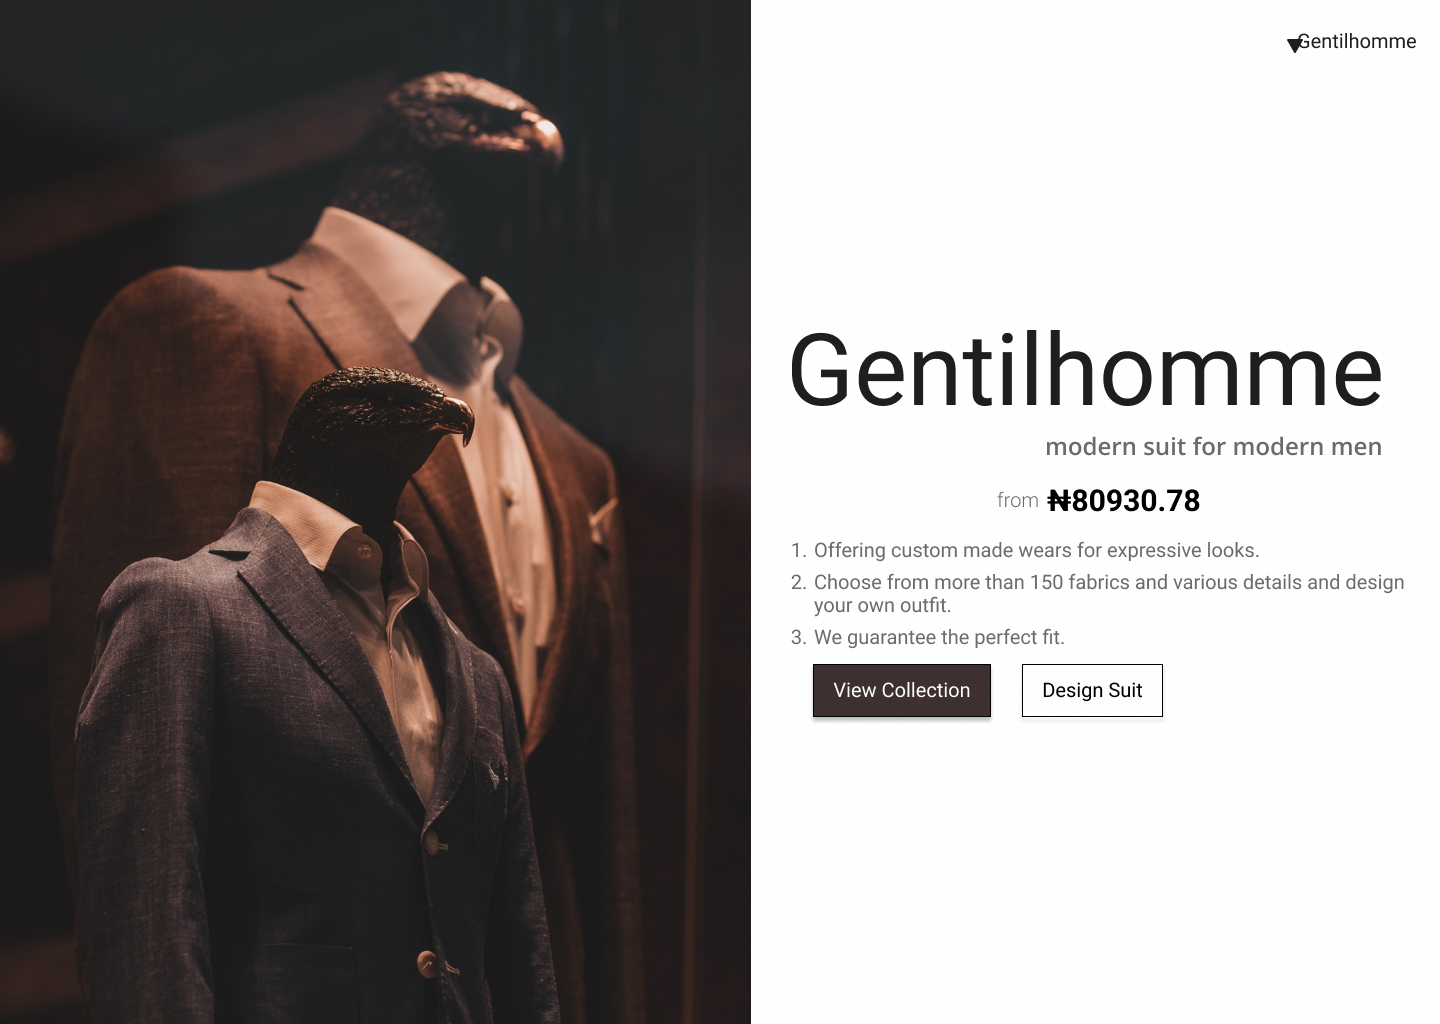 Gentilhomme
Gentilhomme
modern suit for modern men
from ₦80930.78
1. Offering custom made wears for expressive looks.
2. Choose from more than 150 fabrics and various details and design
your own outfit.
3. We guarantee the perfect fit.
View Collection
Design Suit